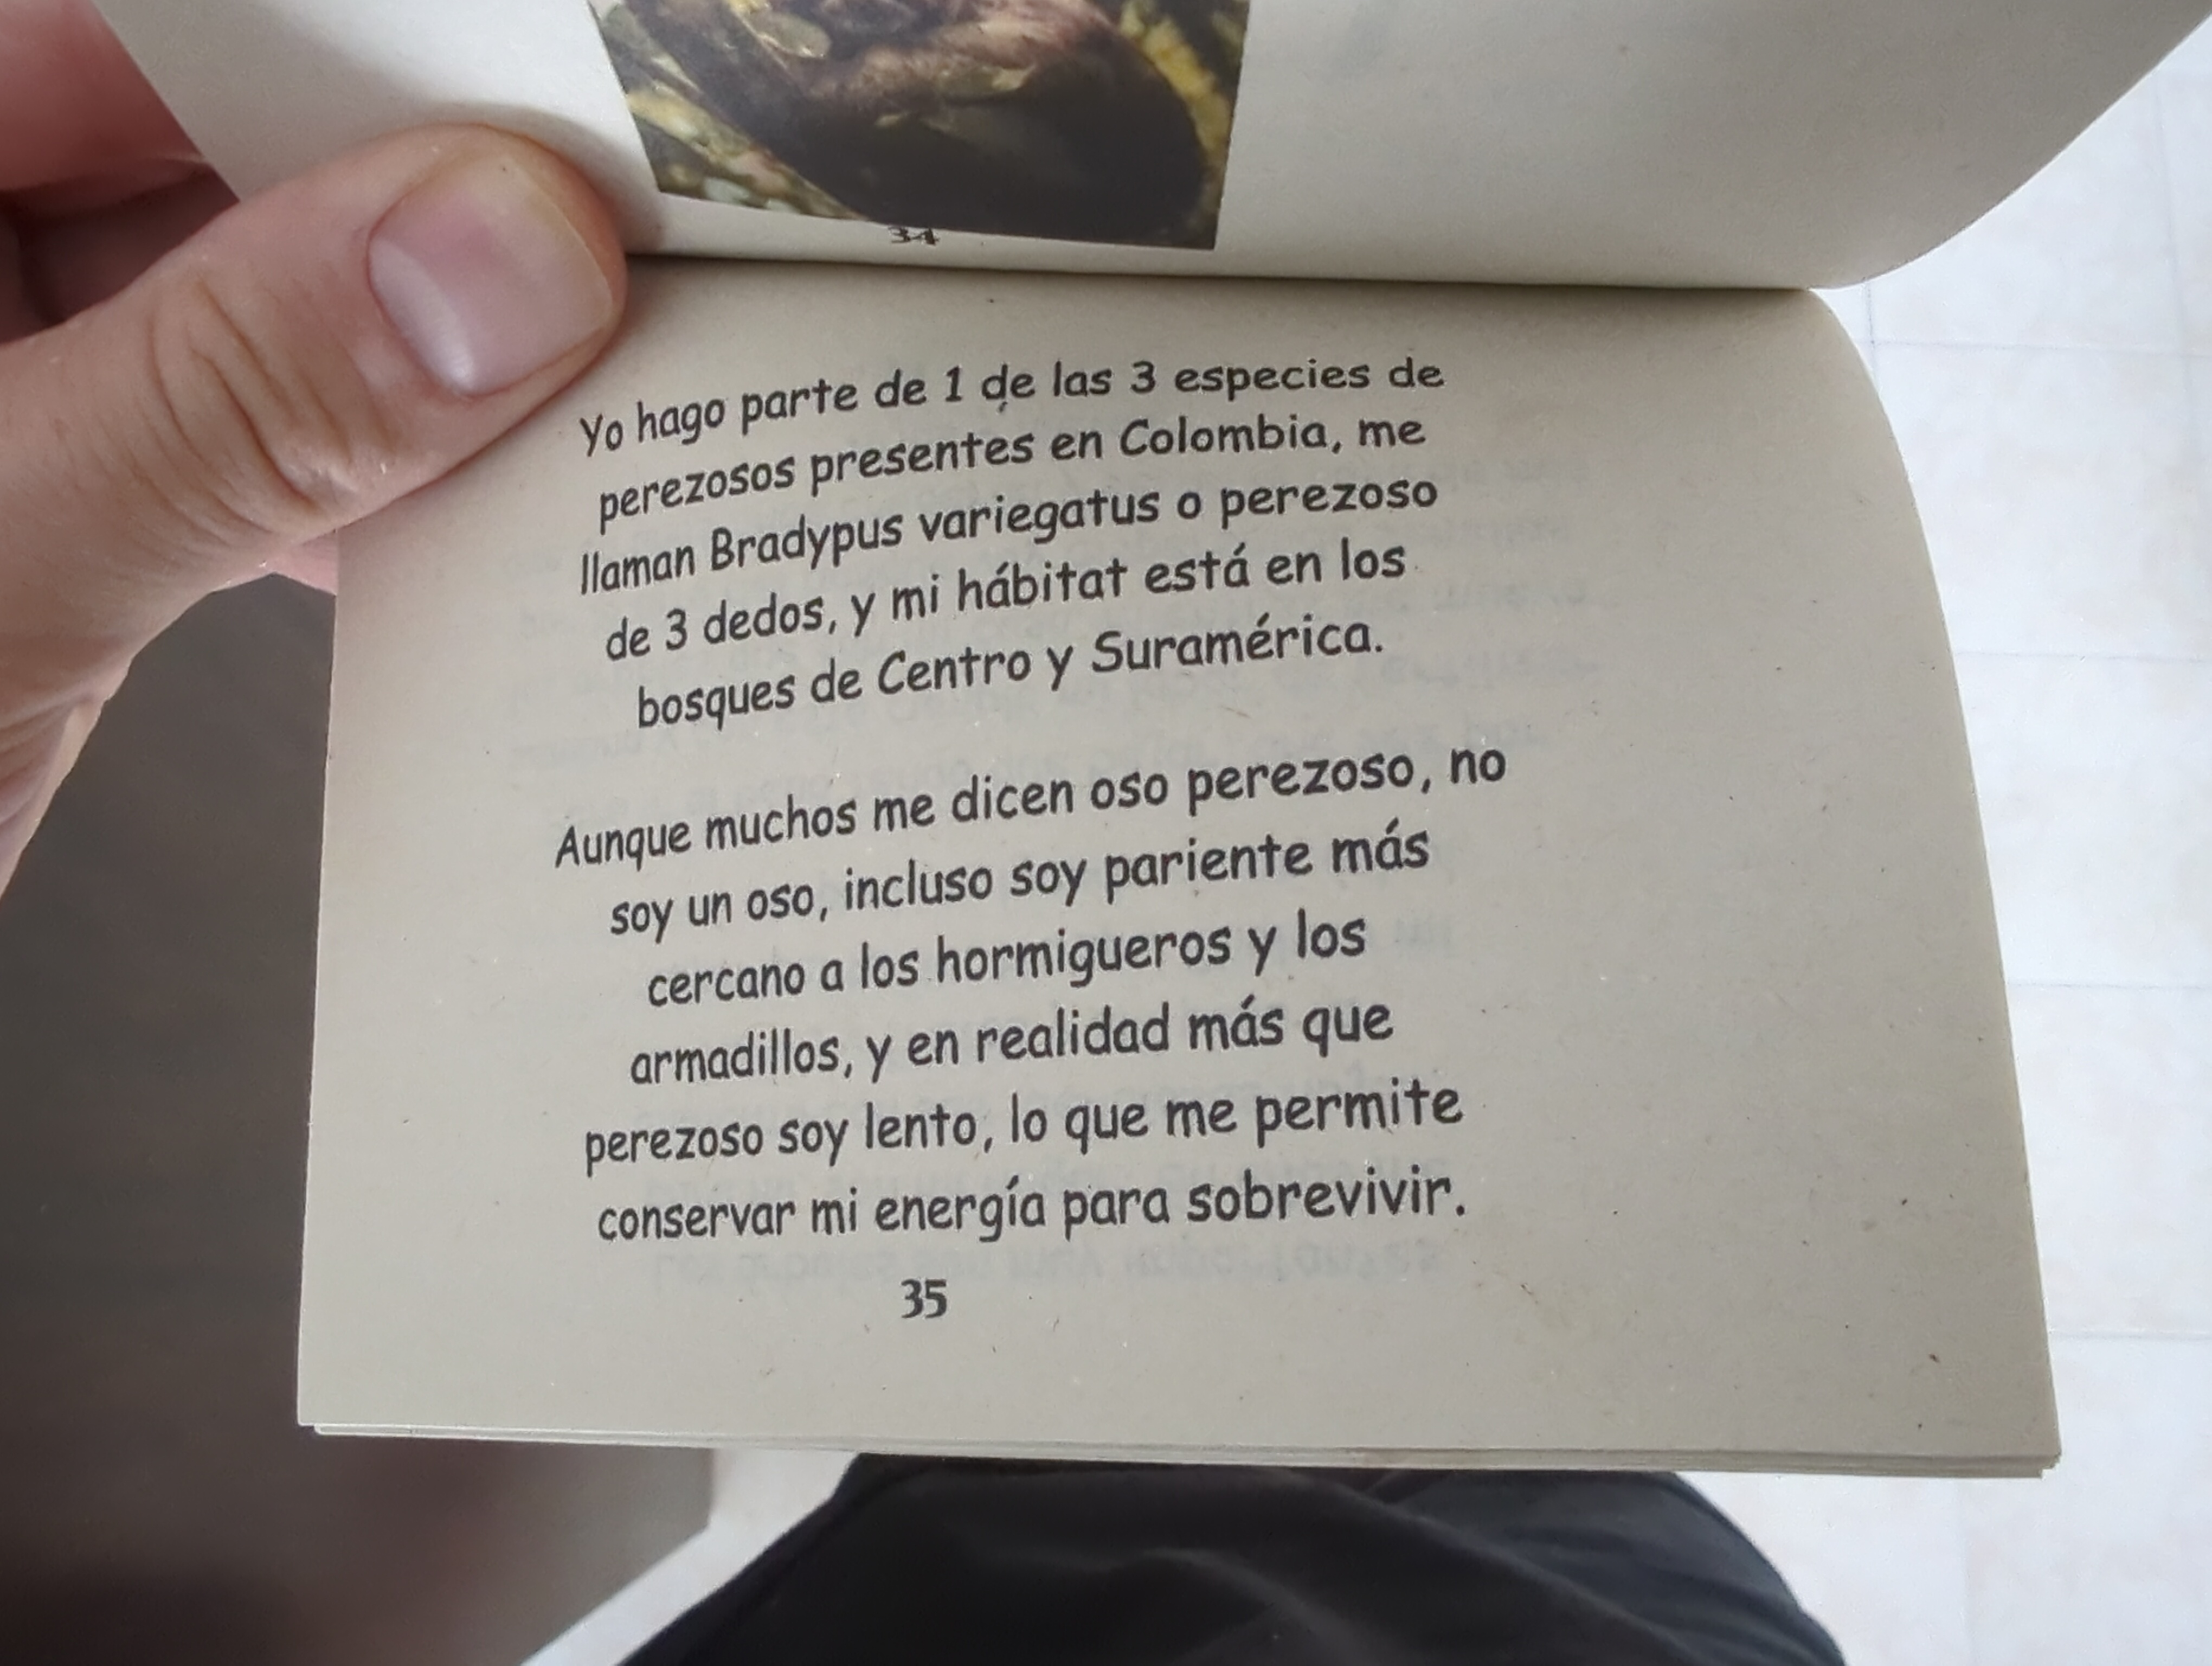 34
Yo hago parte de 1 de las 3 especies de
perezosos presentes en Colombia, me
llaman Bradypus variegatus o perezoso
de 3 dedos, y mi hábitat está en los
bosques de Centro y Suramérica.
Aunque muchos me dicen oso perezoso, no
soy un oso, incluso soy pariente más
cercano a los hormigueros y los
armadillos, y en realidad más que
perezoso soy lento, lo que me permite
conservar mi energía para sobrevivir.
35